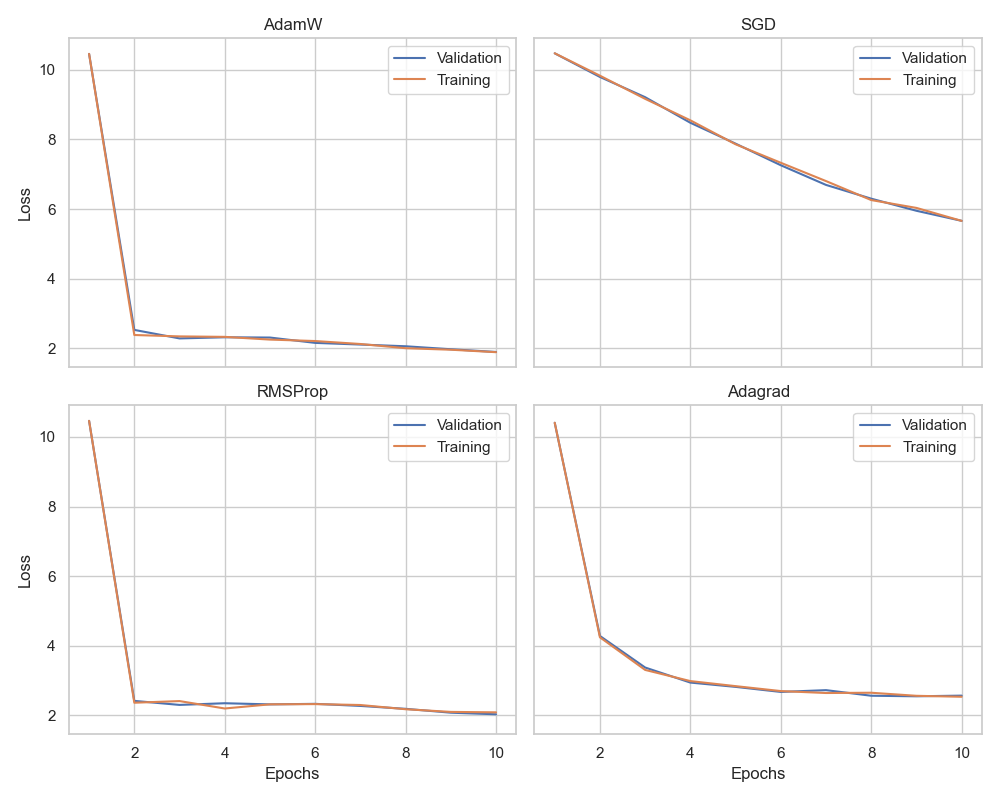 AdamW
Validation
Training
10
8
6
4
2
Loss
SGD
Validation
Training
RMSProp
Validation
Training
10
8
6
4
2
Loss
2 4 6 8 10
Epochs
Adagrad
Validation
Training
2 4 6 8 10
Epochs